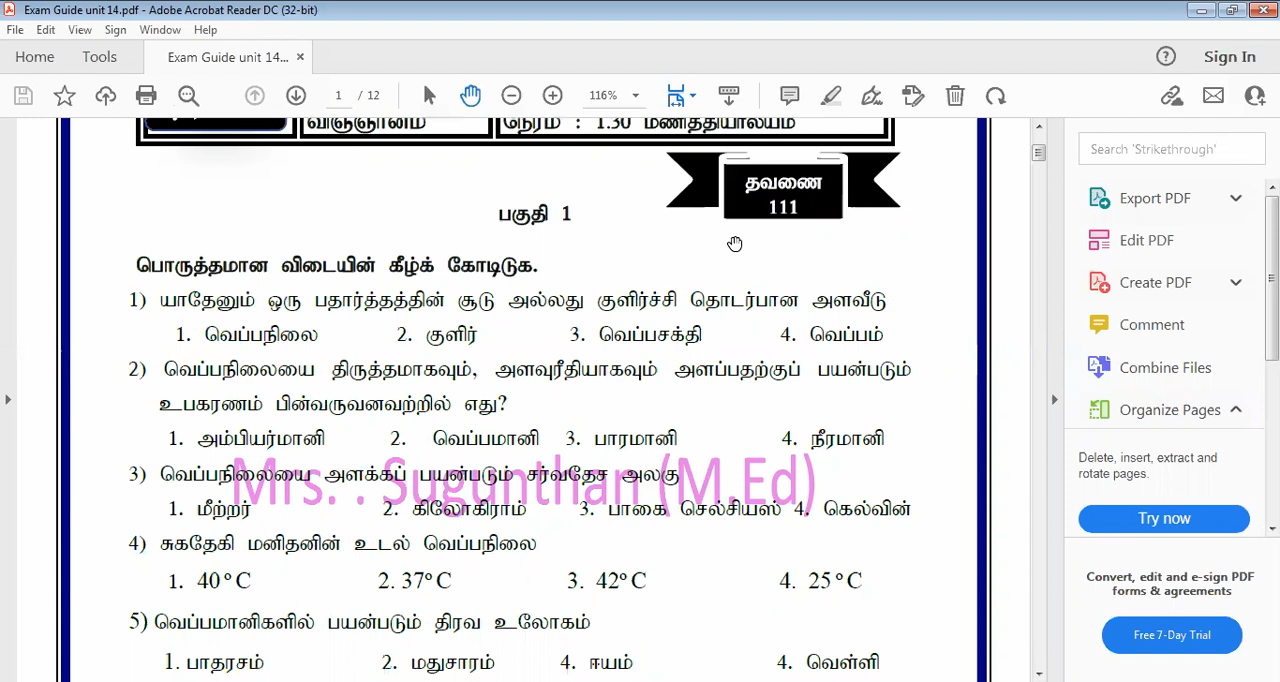 Exam Guide unit 14.pdf - Adobe Acrobat Reader DC (32-bit)
File Edit View Sign Window Help
Home Tools Exam Guide unit 14... × Sign In
1 / 12 116%
விஞ்ஞானம் நேரம் : 1.30 மணித்தியாலயம்
தவணை
111
பகுதி 1
பொருத்தமான விடையின் கீழ்க் கோடிடுக.
1) யாதேனும் ஒரு பதார்த்தத்தின் சூடு அல்லது குளிர்ச்சி தொடர்பான அளவீடு
1. வெப்பநிலை 2. குளிர் 3. வெப்பசக்தி 4. வெப்பம்
2) வெப்பநிலையை திருத்தமாகவும், அளவுரீதியாகவும் அளப்பதற்குப் பயன்படும்
உபகரணம் பின்வருவனவற்றில் எது?
1. அம்பியர்மானி 2. வெப்பமானி 3. பாரமானி 4. நீரமானி
3) வெப்பநிலையை அளக்கப் பயன்படும் சர்வதேச அலகு
Mrs. . Sugunthan (M.Ed)
1. மீற்றர் 2. கிலோகிராம் 3. பாகை செல்சியஸ் 4. கெல்வின்
4) சுகதேகி மனிதனின் உடல் வெப்பநிலை
1. 40ºC 2. 37ºC 3. 42ºC 4. 25ºC
5) வெப்பமானிகளில் பயன்படும் திரவ உலோகம்
1. பாதரசம் 2. மதுசாரம் 4. ஈயம் 4. வெள்ளி
Search 'Strikethrough'
Export PDF
Edit PDF
Create PDF
Comment
Combine Files
Organize Pages
Delete, insert, extract and
rotate pages.
Try now
Convert, edit and e-sign PDF
forms & agreements
Free 7-Day Trial